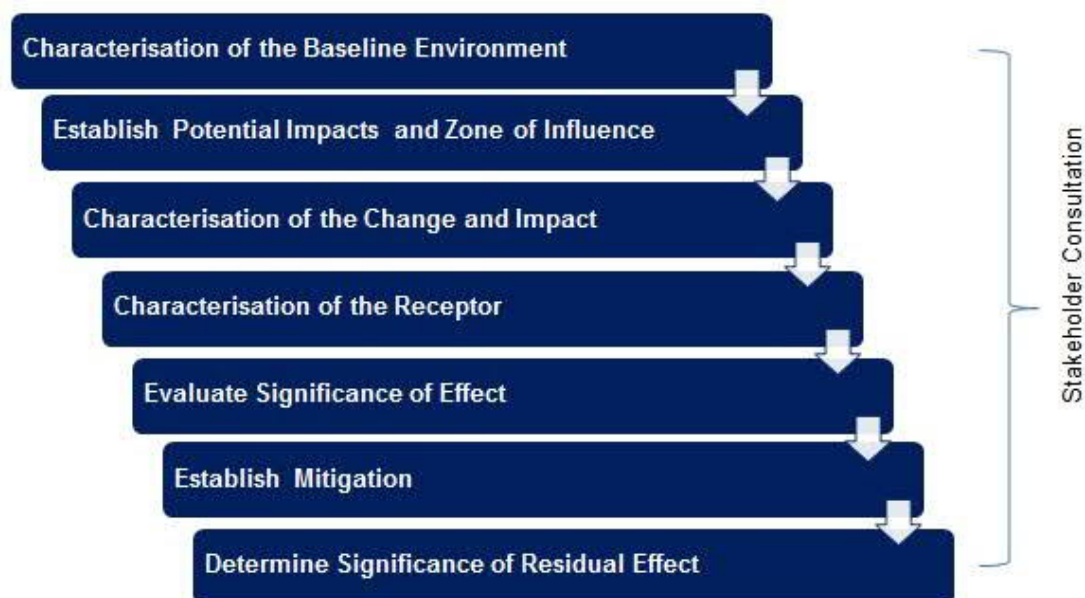 Characterisation of the Baseline Environment
Establish Potential Impacts and Zone of Influence
Characterisation of the Change and Impact
Characterisation of the Receptor
Evaluate Significance of Effect
Establish Mitigation
Determine Significance of Residual Effect
Stakeholder Consultation